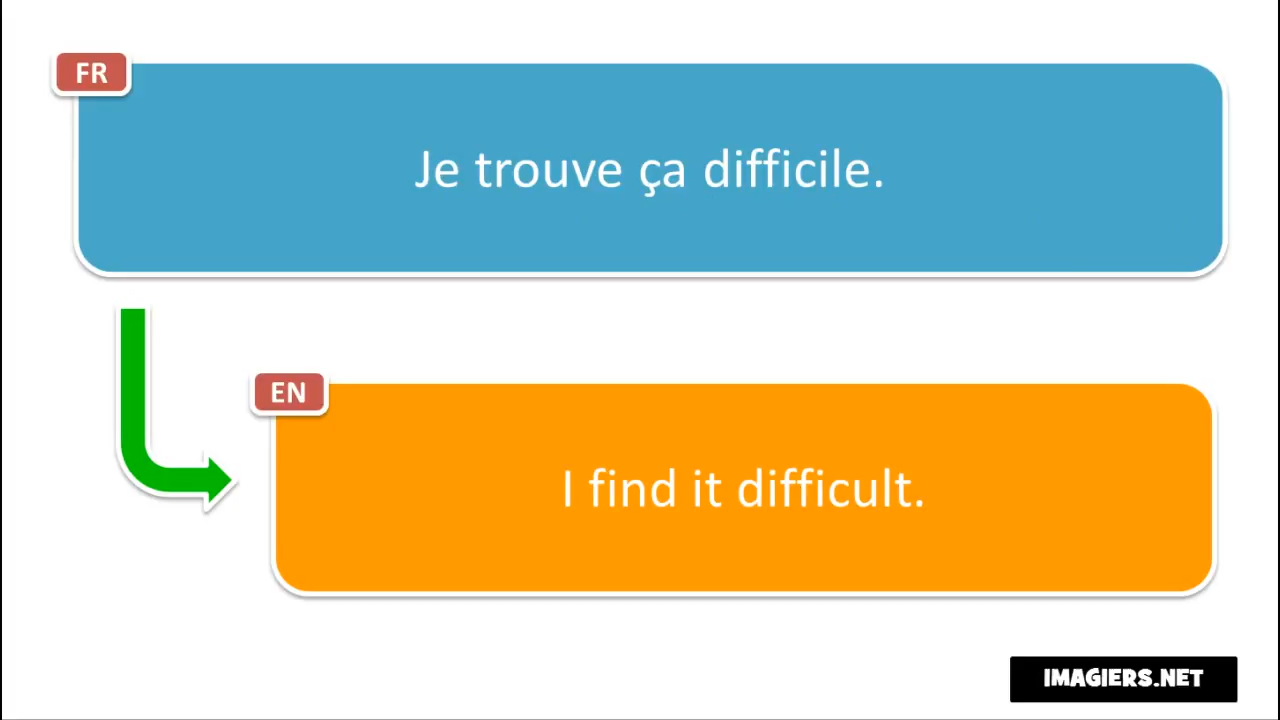 FR
Je trouve ça difficile.
EN
I find it difficult.
IMAGIERS.NET